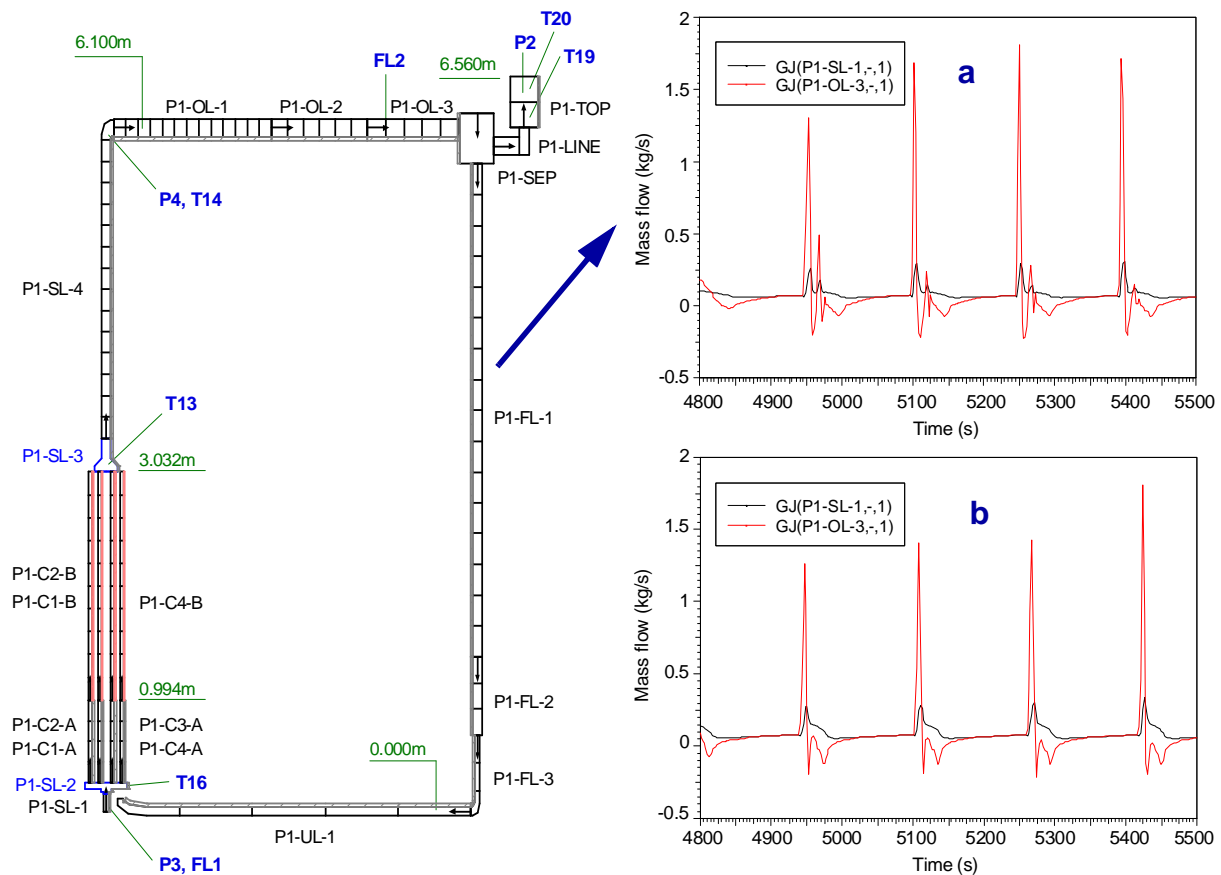 T20
6.100m
P2
FL2
6.560m
T19
P1-OL-1
P1-OL-2
P1-OL-3
P1-TOP
P1-LINE
P1-SEP
P4, T14
P1-SL-4
T13
P1-FL-1
P1-SL-3
3.032m
P1-C2-B
P1-C1-B
P1-C4-B
0.994m
P1-C2-A
P1-C3-A
P1-C1-A
P1-C4-A
P1-FL-2
0.000m
P1-SL-2
T16
P1-FL-3
P1-SL-1
P1-UL-1
P3, FL1
a
GJ(P1-SL-1,-,1)
GJ(P1-OL-3,-,1)
Mass flow (kg/s)
2
1.5
1
0.5
0
-0.5
4800 4900 5000 5100 5200 5300 5400 5500
Time (s)
b
GJ(P1-SL-1,-,1)
GJ(P1-OL-3,-,1)
Mass flow (kg/s)
2
1.5
1
0.5
0
-0.5
4800 4900 5000 5100 5200 5300 5400 5500
Time (s)